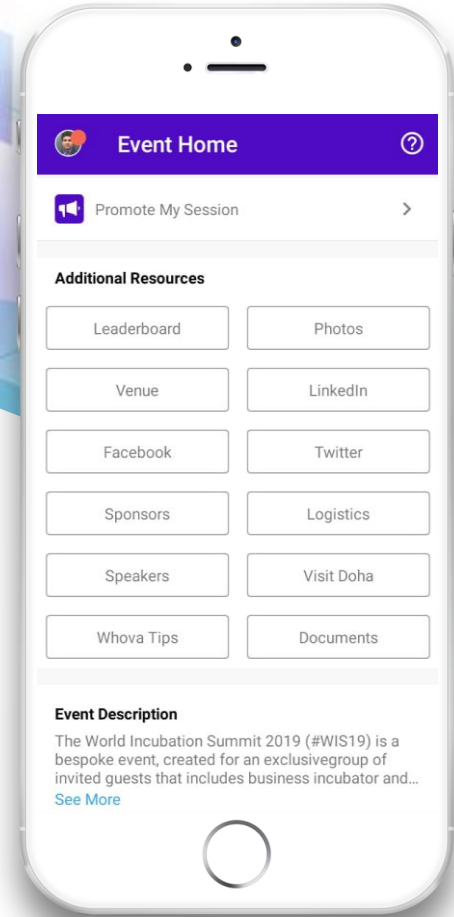 Event Home
Promote My Session
Additional Resources
Leaderboard
Photos
Venue
LinkedIn
Facebook
Twitter
Sponsors
Logistics
Speakers
Visit Doha
Whova Tips
Documents
Event Description
The World Incubation Summit 2019 (#WIS19) is a
bespoke event, created for an exclusivegroup of
invited guests that includes business incubator and...
See More